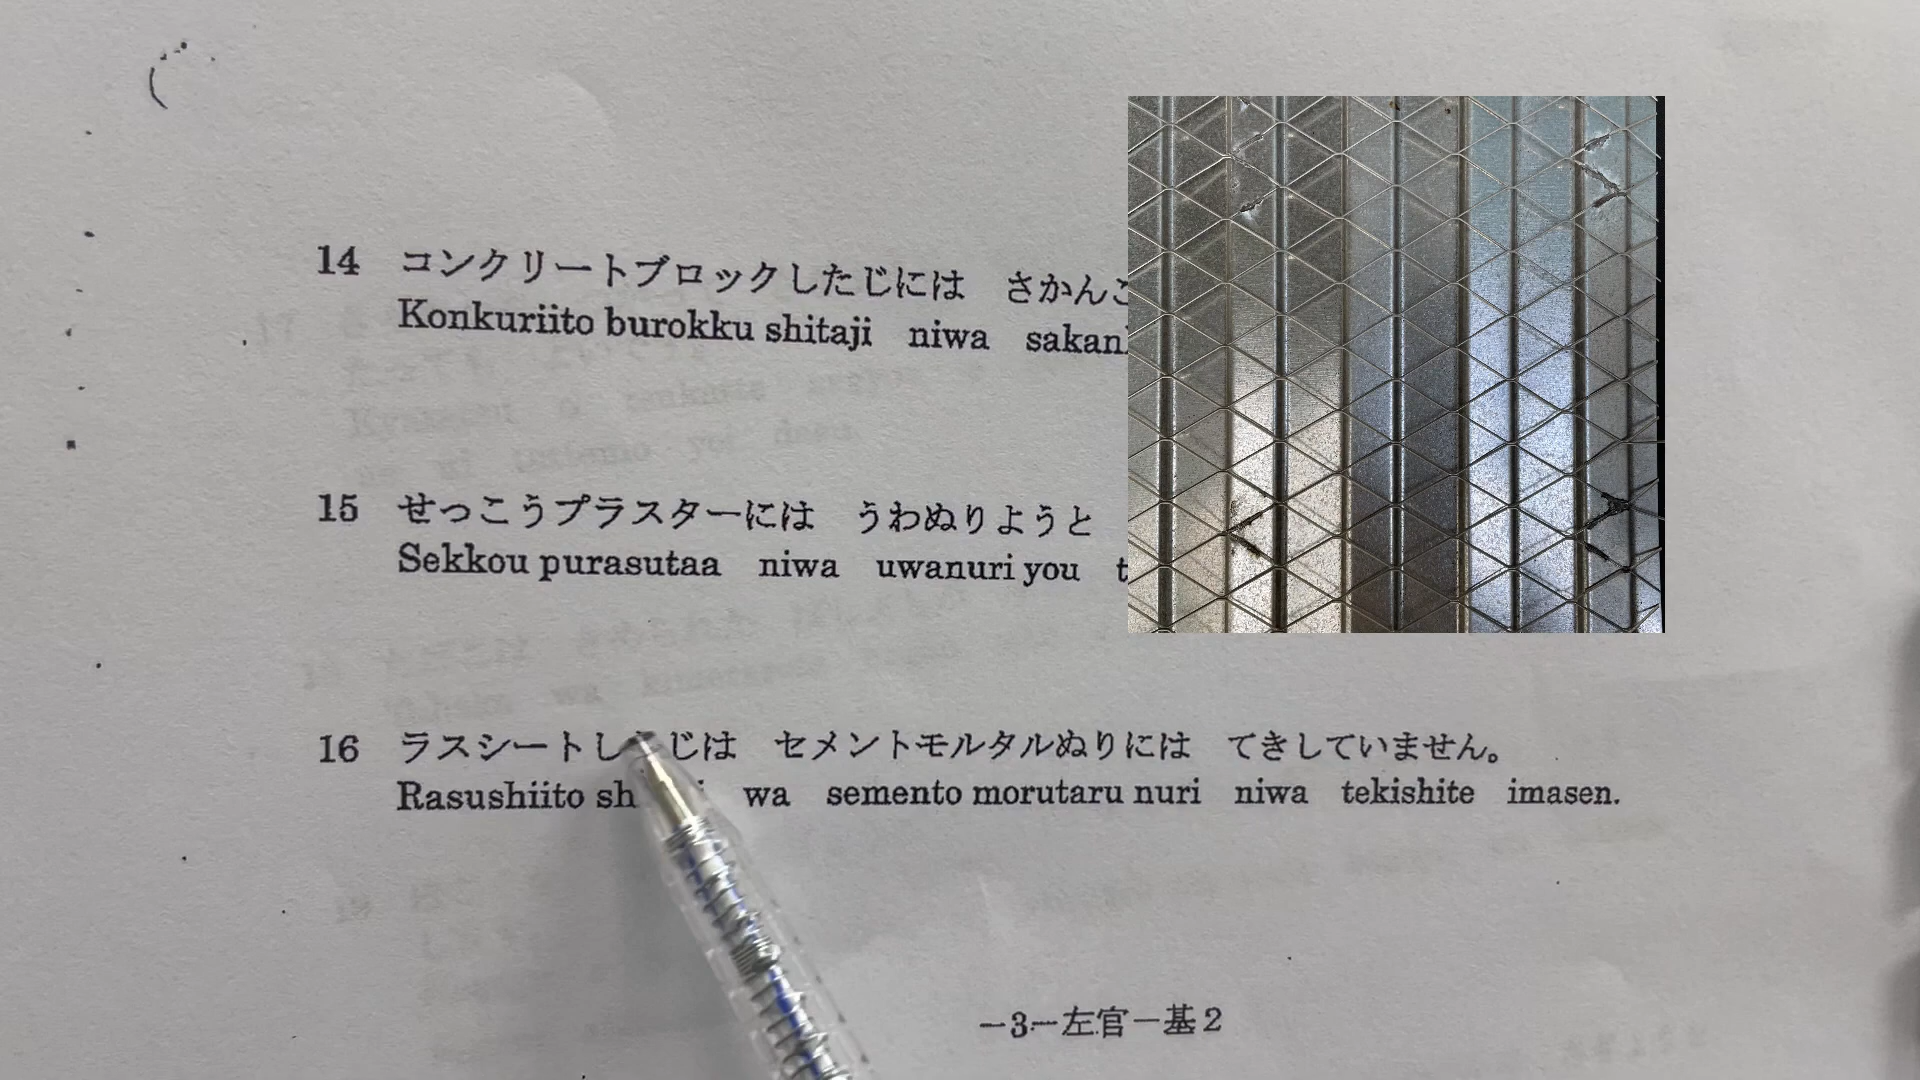 14 コンクリートブロックしたじには さかん
Konkuriito burokku shitaji niwa sakan
15 せっこうプラスターには うわぬりようと
Sekkou purasutaa niwa uwanuri you t
16 ラスシートしたじは セメントモルタルぬりには てきしていません。
Rasushiito sh wa semento morutaru nuri niwa tekishite imasen.
－3－左官－基2